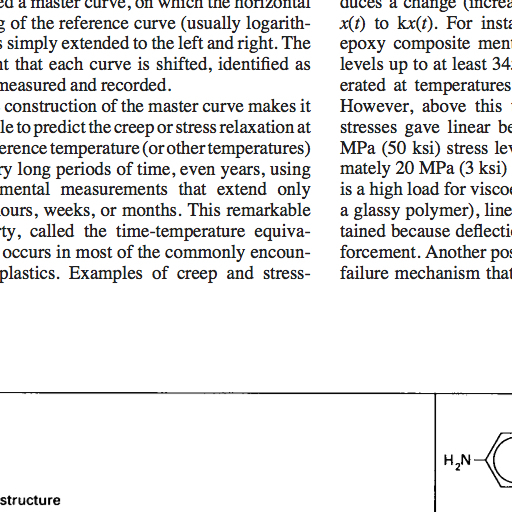 ed a master curve, on which the horizontal
g of the reference curve (usually logarith-
s simply extended to the left and right. The
nt that each curve is shifted, identified as
measured and recorded.
construction of the master curve makes it
le to predict the creep or stress relaxation at
erence temperature (or other temperatures)
ry long periods of time, even years, using
mental measurements that extend only
ours, weeks, or months. This remarkable
ty, called the time-temperature equiva-
occurs in most of the commonly encoun-
plastics. Examples of creep and stress-
duces a change (increa
x(t) to kx(t). For insta
epoxy composite men
levels up to at least 34.
erated at temperatures
However, above this
stresses gave linear be
MPa (50 ksi) stress lev
mately 20 MPa (3 ksi)
is a high load for viscoe
a glassy polymer), line
tained because deflecti
forcement. Another pos
failure mechanism that
H₂N
structure